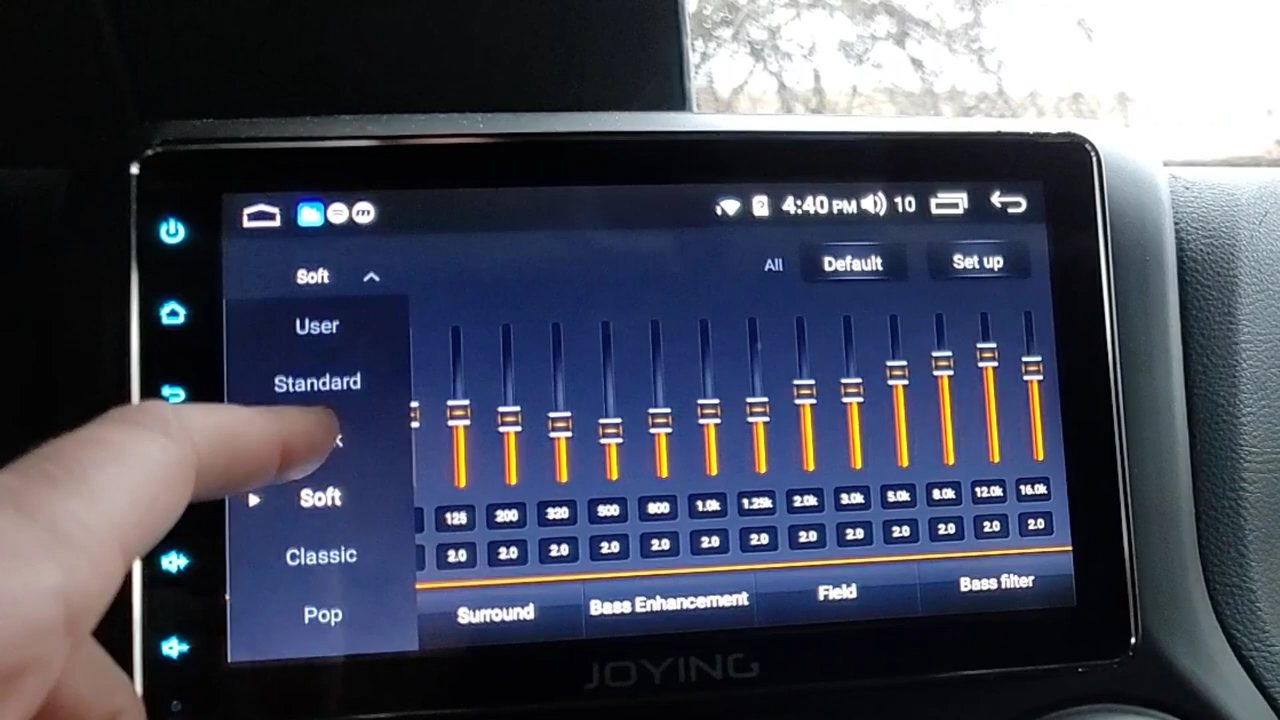 4:40 PM 10
Soft
All
Default
Set up
User
Standard
k
Soft
Classic
Pop
125 200 320 500 800 1.0k 1.25k 2.0k 3.0k 5.0k 8.0k 12.0k 16.0k
2.0 2.0 2.0 2.0 2.0 2.0 2.0 2.0 2.0 2.0 2.0 2.0 2.0
Surround
Bass Enhancement
Field
Bass filter
JOYING